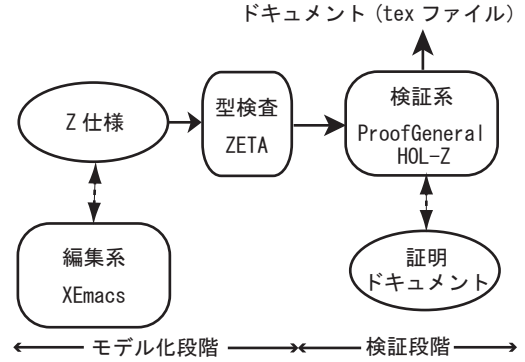 ドキュメント (tex ファイル)
Z 仕様
型検査
ZETA
検証系
ProofGeneral
HOL-Z
編集系
XEmacs
証明
ドキュメント
モデル化段階
検証段階